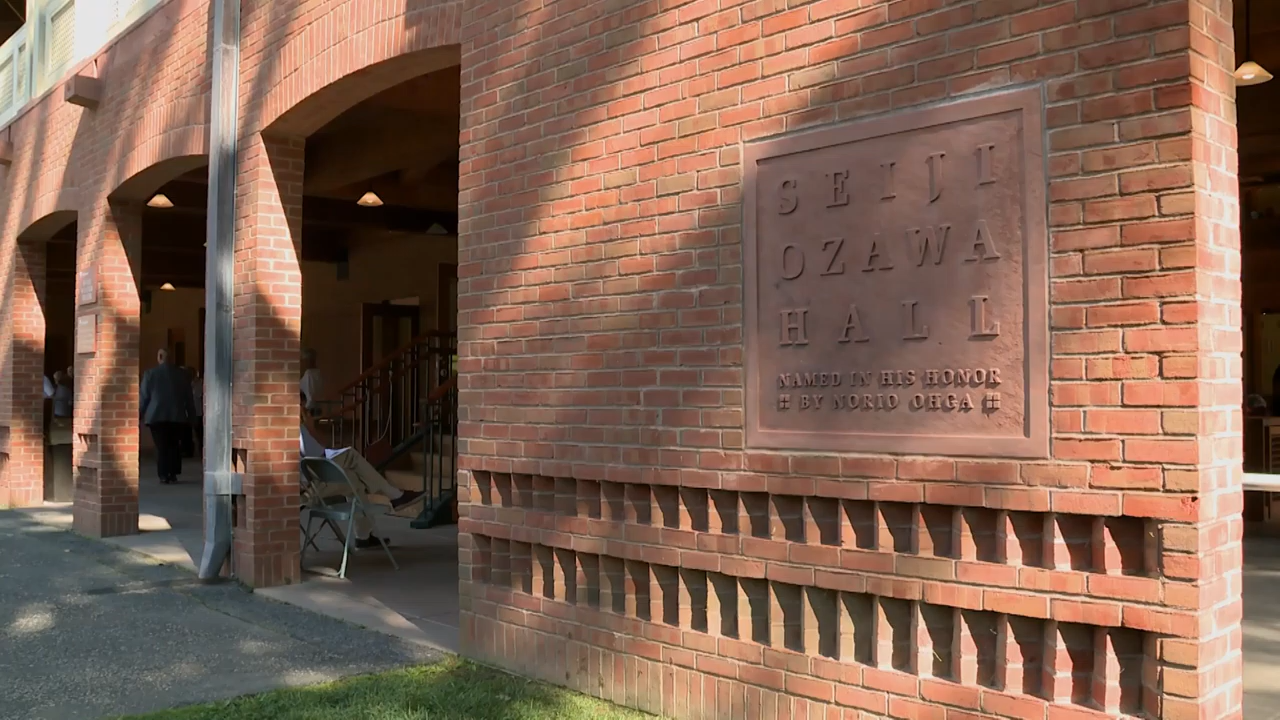 SEIJI
OZAWA
HALL
NAMED IN HIS HONOR
BY NORIO OHGA